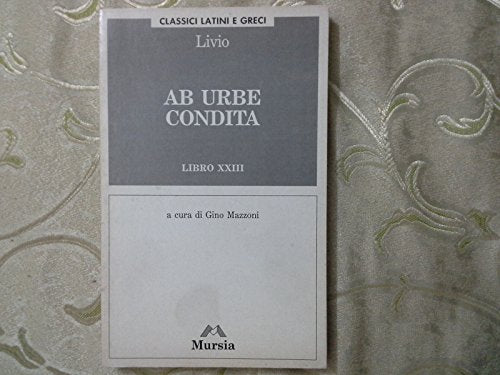 CLASSICI LATINI E GRECI
Livio
AB URBE
CONDITA
LIBRO XXIII
a cura di Gino Mazzoni
Mursia